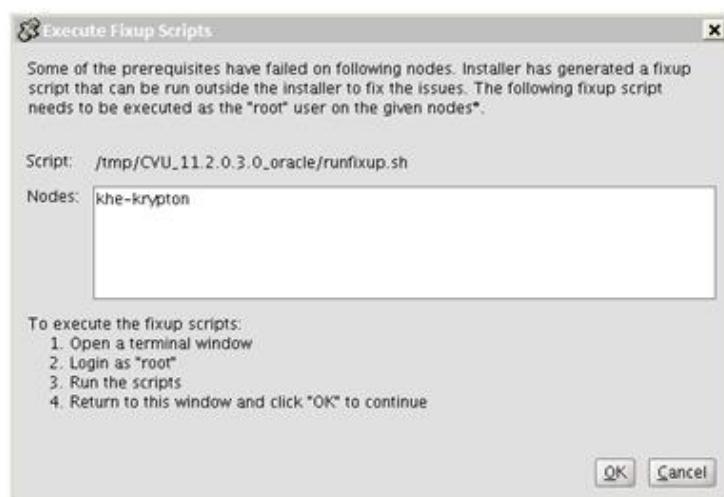 Execute Fixup Scripts
Some of the prerequisites have failed on following nodes. Installer has generated a fixup
script that can be run outside the installer to fix the issues. The following fixup script
needs to be executed as the "root" user on the given nodes*.
Script: /tmp/CVU_11.2.0.3.0_oracle/runfixup.sh
Nodes: khe-krypton
To execute the fixup scripts:
1. Open a terminal window
2. Login as "root"
3. Run the scripts
4. Return to this window and click "OK" to continue
OK Cancel